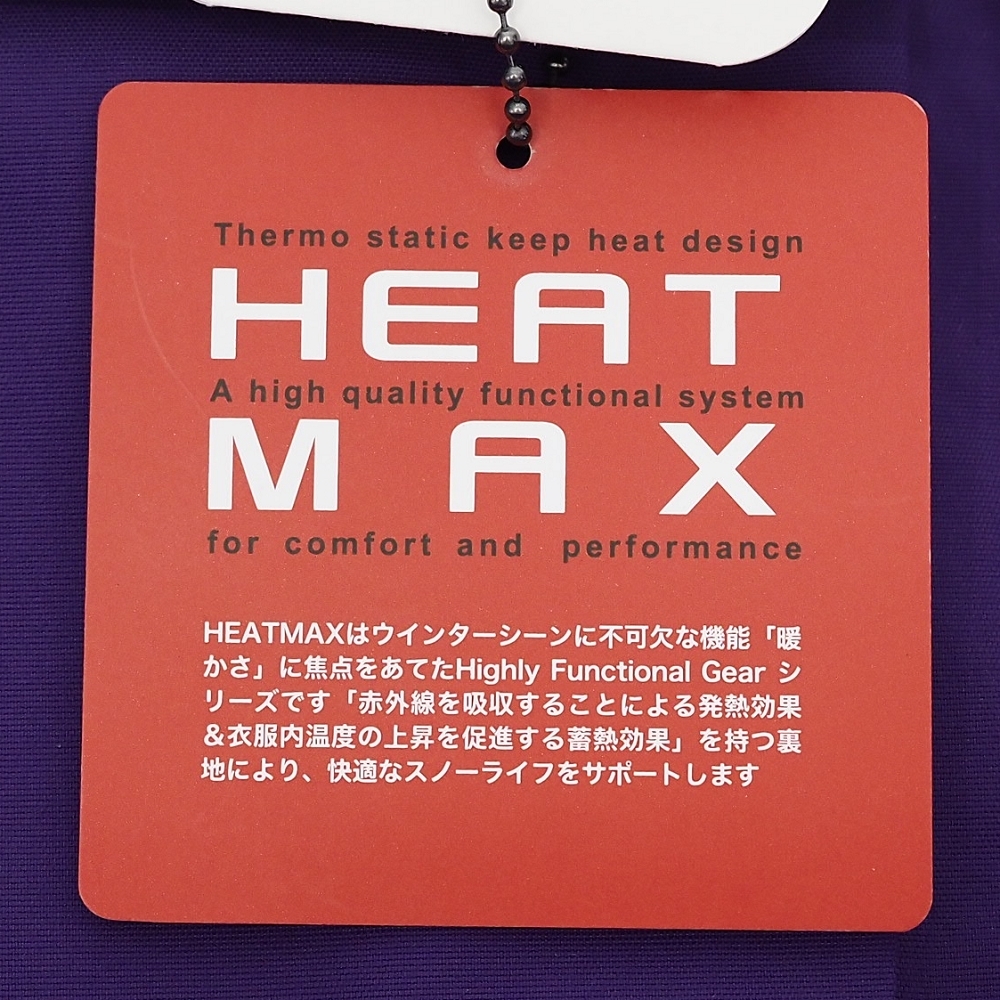 Thermo static keep heat design
HEAT
A high quality functional system
MAX
for comfort and performance
HEATMAXはウインターシーンに不可欠な機能「暖
かさ」に焦点をあてたHighly Functional Gear シ
リーズです「赤外線を吸収することによる発熱効果
＆衣服内温度の上昇を促進する蓄熱効果」を持つ裏
地により、快適なスノーライフをサポートします